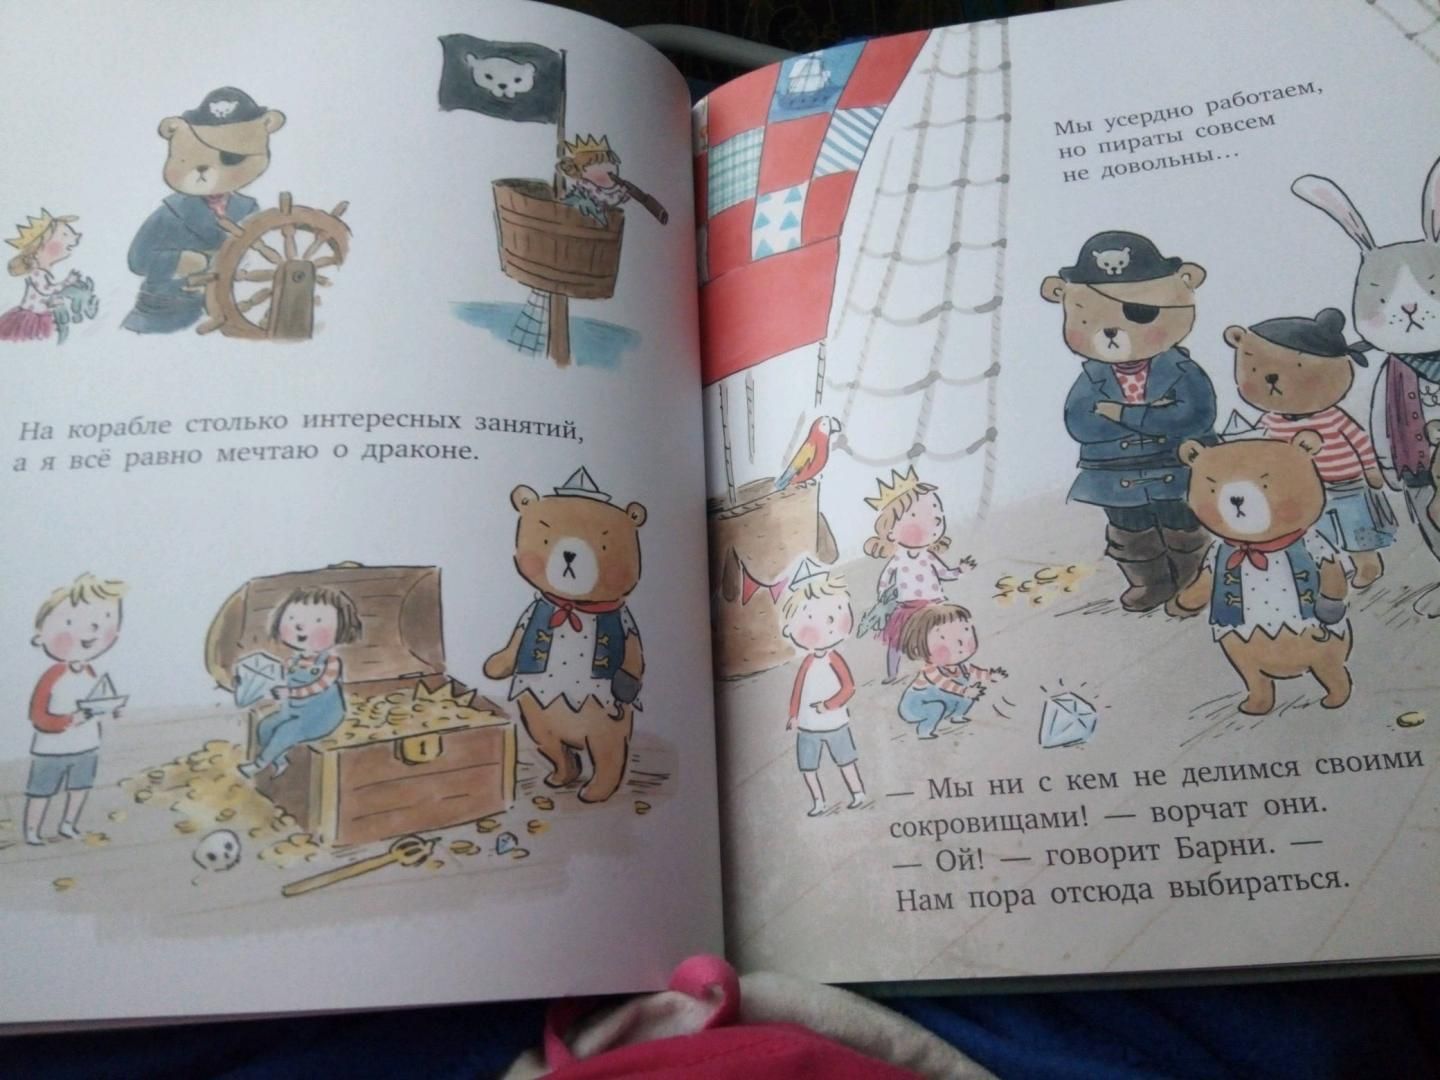 На корабле столько интересных занятий,
а я всё равно мечтаю о драконе.
Мы усердно работаем,
но пираты совсем
не довольны...
— Мы ни с кем не делимся своими
сокровищами! — ворчат они.
— Ой! — говорит Барни. —
Нам пора отсюда выбираться.